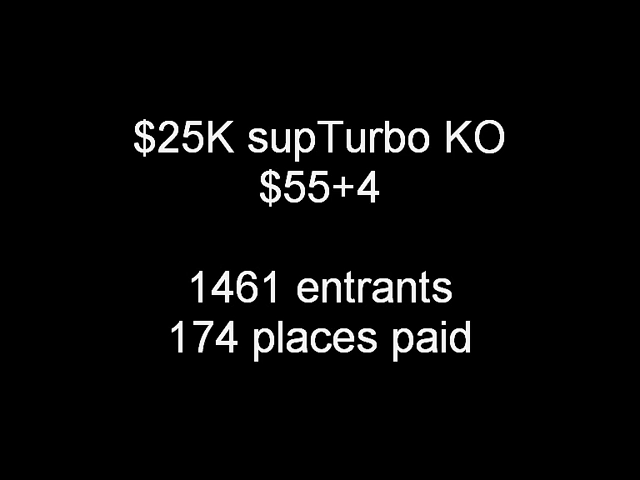 $25K supTurbo KO
$55+4
1461 entrants
174 places paid